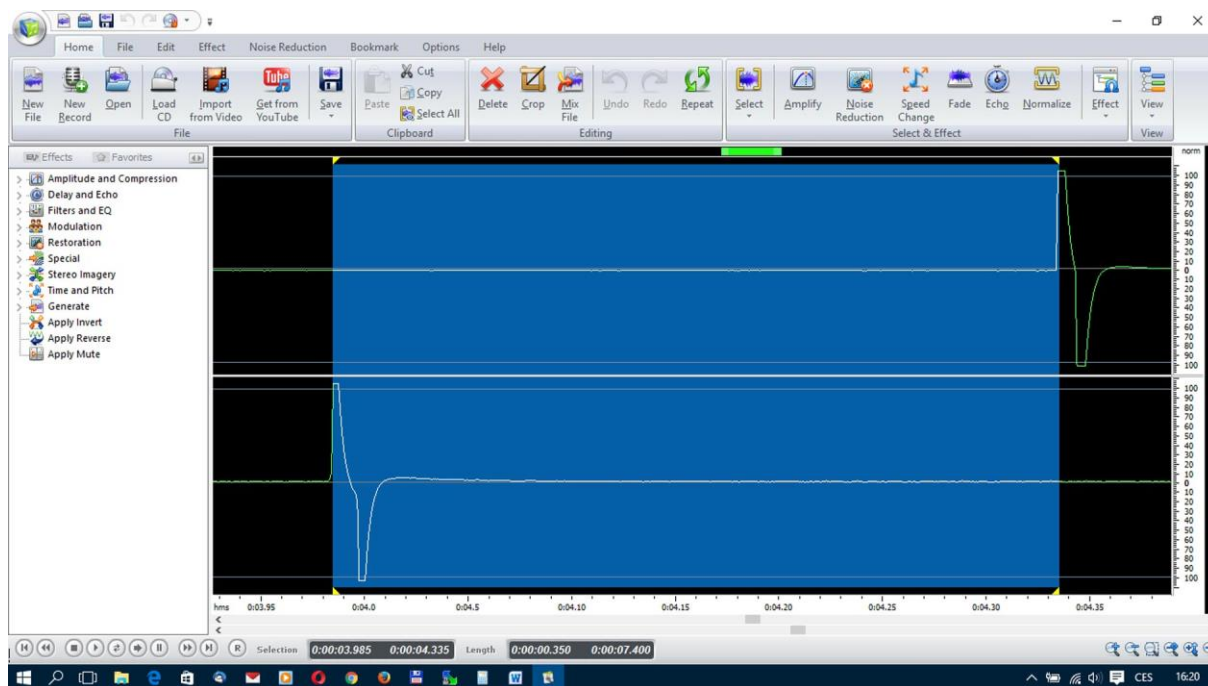 Home File Edit Effect Noise Reduction Bookmark Options Help
New File
New Record
Open
Load CD
Import from Video
Get from YouTube
Save
Paste
Cut
Copy
Select All
Delete
Crop
Mix File
Undo
Redo
Repeat
Select
Amplify
Noise Reduction
Speed Change
Fade
Echo
Normalize
Effect
View
File Clipboard Editing Select & Effect View
Effects Favorites
Amplitude and Compression
Delay and Echo
Filters and EQ
Modulation
Restoration
Special
Stereo Imagery
Time and Pitch
Generate
Apply Invert
Apply Reverse
Apply Mute
norm
100
90
80
70
60
50
40
30
20
10
0
10
20
30
40
50
60
70
80
90
100
100
90
80
70
60
50
40
30
20
10
0
10
20
30
40
50
60
70
80
90
100
hms 0:03.95 0:04.0 0:04.5 0:04.10 0:04.15 0:04.20 0:04.25 0:04.30 0:04.35
R Selection 0:00:03.985 0:00:04.335 Length 0:00:00.350 0:00:07.400
CES 16:20